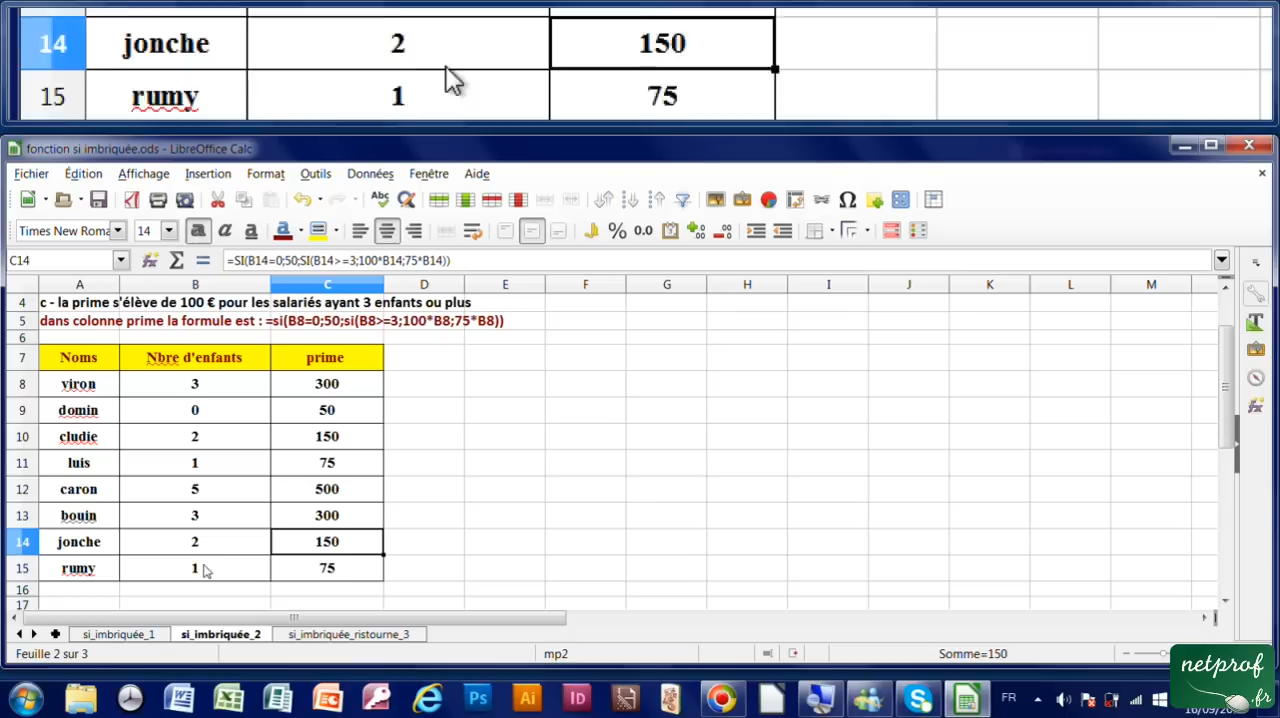 14 jonche 2 150
15 rumy 1 75
fonction si imbriquée.ods - LibreOffice Calc
Fichier Édition Affichage Insertion Format Outils Données Fenêtre Aide
Times New Roma 14
C14 =SI(B14=0;50;SI(B14>=3;100*B14;75*B14))
A B C D E F G H I J K L M
4 c - la prime s'élève de 100 € pour les salariés ayant 3 enfants ou plus
5 dans colonne prime la formule est : =si(B8=0;50;si(B8>=3;100*B8;75*B8))
6
7 Noms Nbre d'enfants prime
8 viron 3 300
9 domin 0 50
10 cludie 2 150
11 luis 1 75
12 caron 5 500
13 bouin 3 300
14 jonche 2 150
15 rumy 1 75
16
17
si_imbriquée_1 si_imbriquée_2 si_imbriquée_ristourne_3
Feuille 2 sur 3 mp2 Somme=150
netprof
.fr
FR